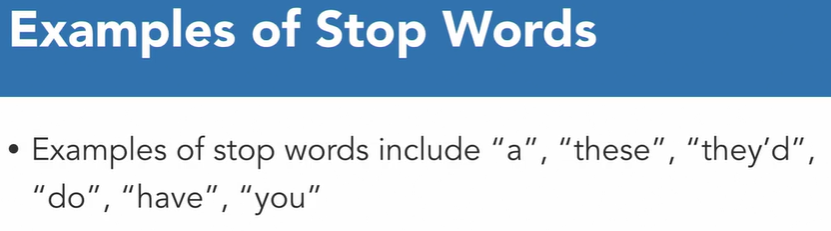 Examples of Stop Words
• Examples of stop words include “a”, “these”, “they’d”,
“do”, “have”, “you”